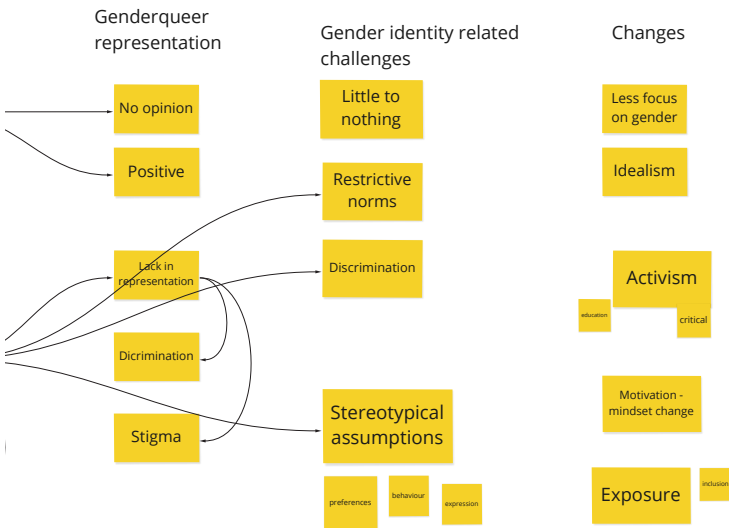 Genderqueer
representation
No opinion
Positive
Lack in
representation
Dicrimination
Stigma
Gender identity related
challenges
Little to
nothing
Restrictive
norms
Discrimination
Stereotypical
assumptions
preferences
behaviour
expression
Changes
Less focus
on gender
Idealism
Activism
education
critical
Motivation -
mindset change
Exposure
inclusion